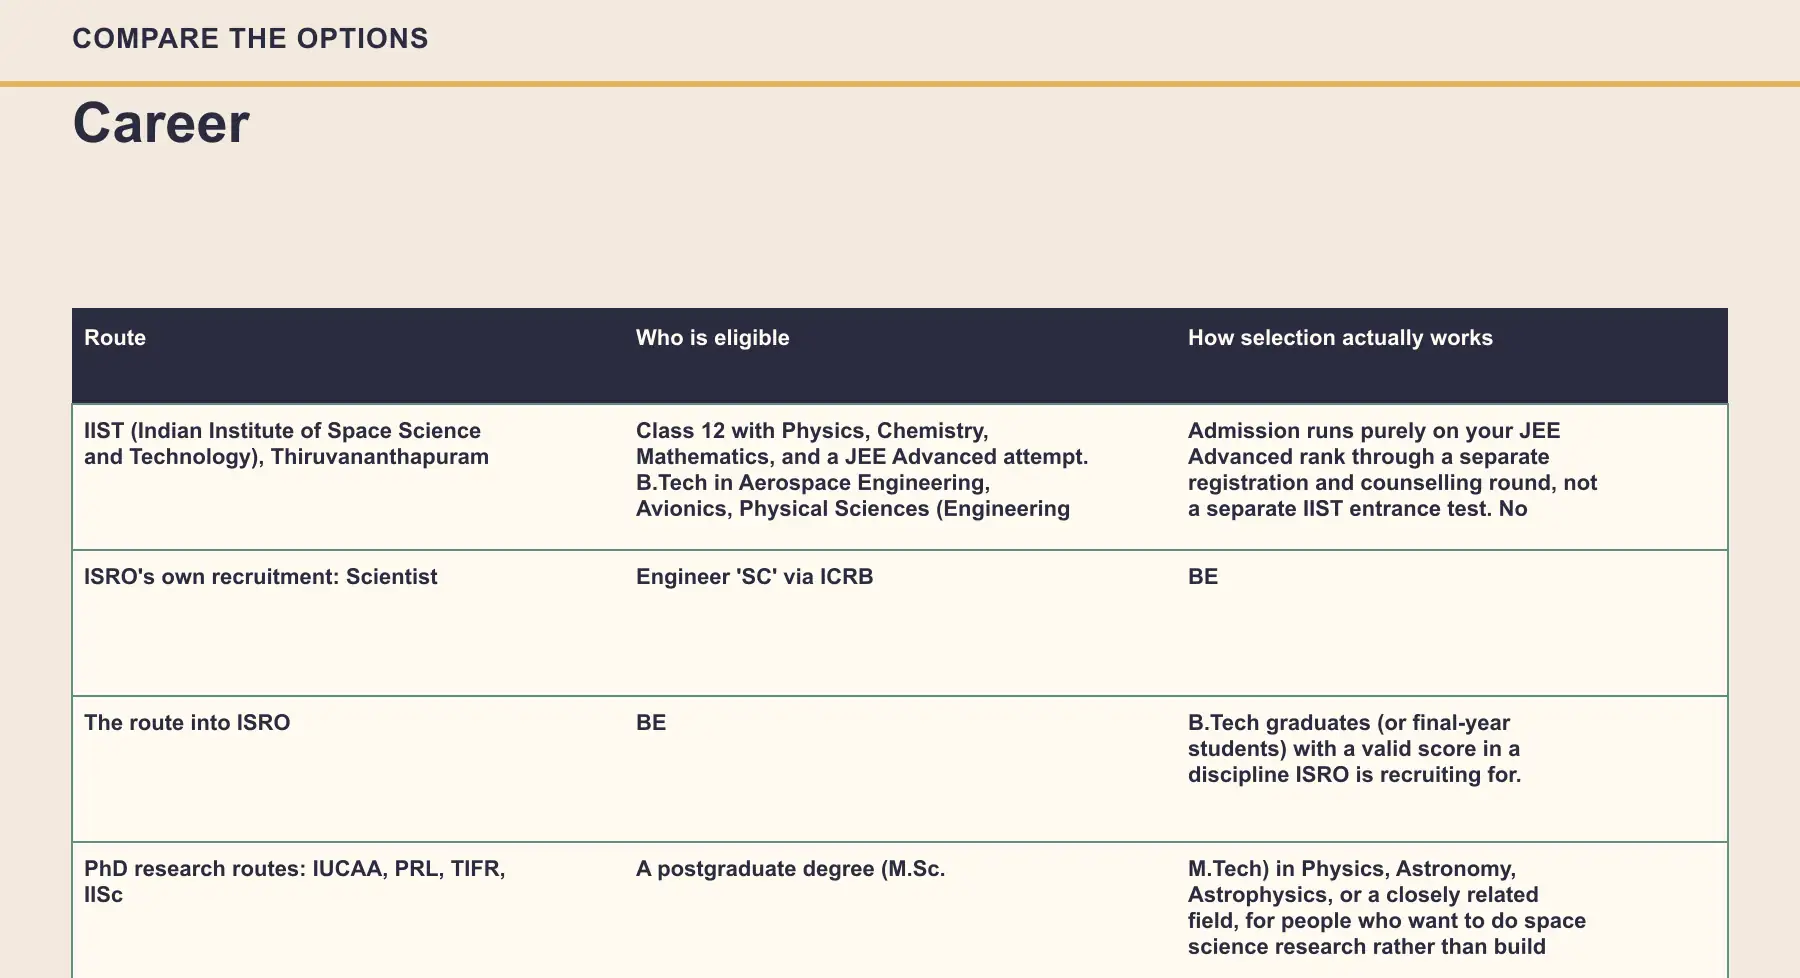 COMPARE THE OPTIONS
Career
Route
Who is eligible
How selection actually works
IIST (Indian Institute of Space Science
and Technology), Thiruvananthapuram
Class 12 with Physics, Chemistry,
Mathematics, and a JEE Advanced attempt.
B.Tech in Aerospace Engineering,
Avionics, Physical Sciences (Engineering
Admission runs purely on your JEE
Advanced rank through a separate
registration and counselling round, not
a separate IIST entrance test. No
ISRO's own recruitment: Scientist
Engineer 'SC' via ICRB
BE
The route into ISRO
BE
B.Tech graduates (or final-year
students) with a valid score in a
discipline ISRO is recruiting for.
PhD research routes: IUCAA, PRL, TIFR,
IISc
A postgraduate degree (M.Sc.
M.Tech) in Physics, Astronomy,
Astrophysics, or a closely related
field, for people who want to do space
science research rather than build